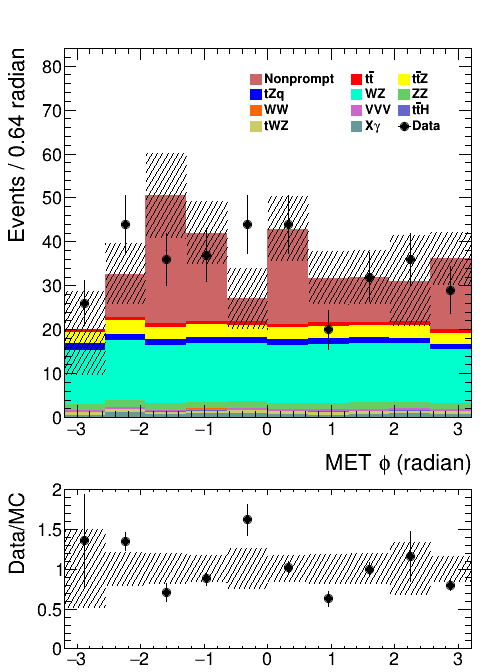 Events / 0.64 radian
80
70
60
50
40
30
20
10
0
Nonprompt tt̄ tt̄Z
tZq WZ ZZ
WW VVV tt̄H
tWZ Xγ Data
−3 −2 −1 0 1 2 3
MET ϕ (radian)
Data/MC
2
1.5
1
0.5
0
−3 −2 −1 0 1 2 3